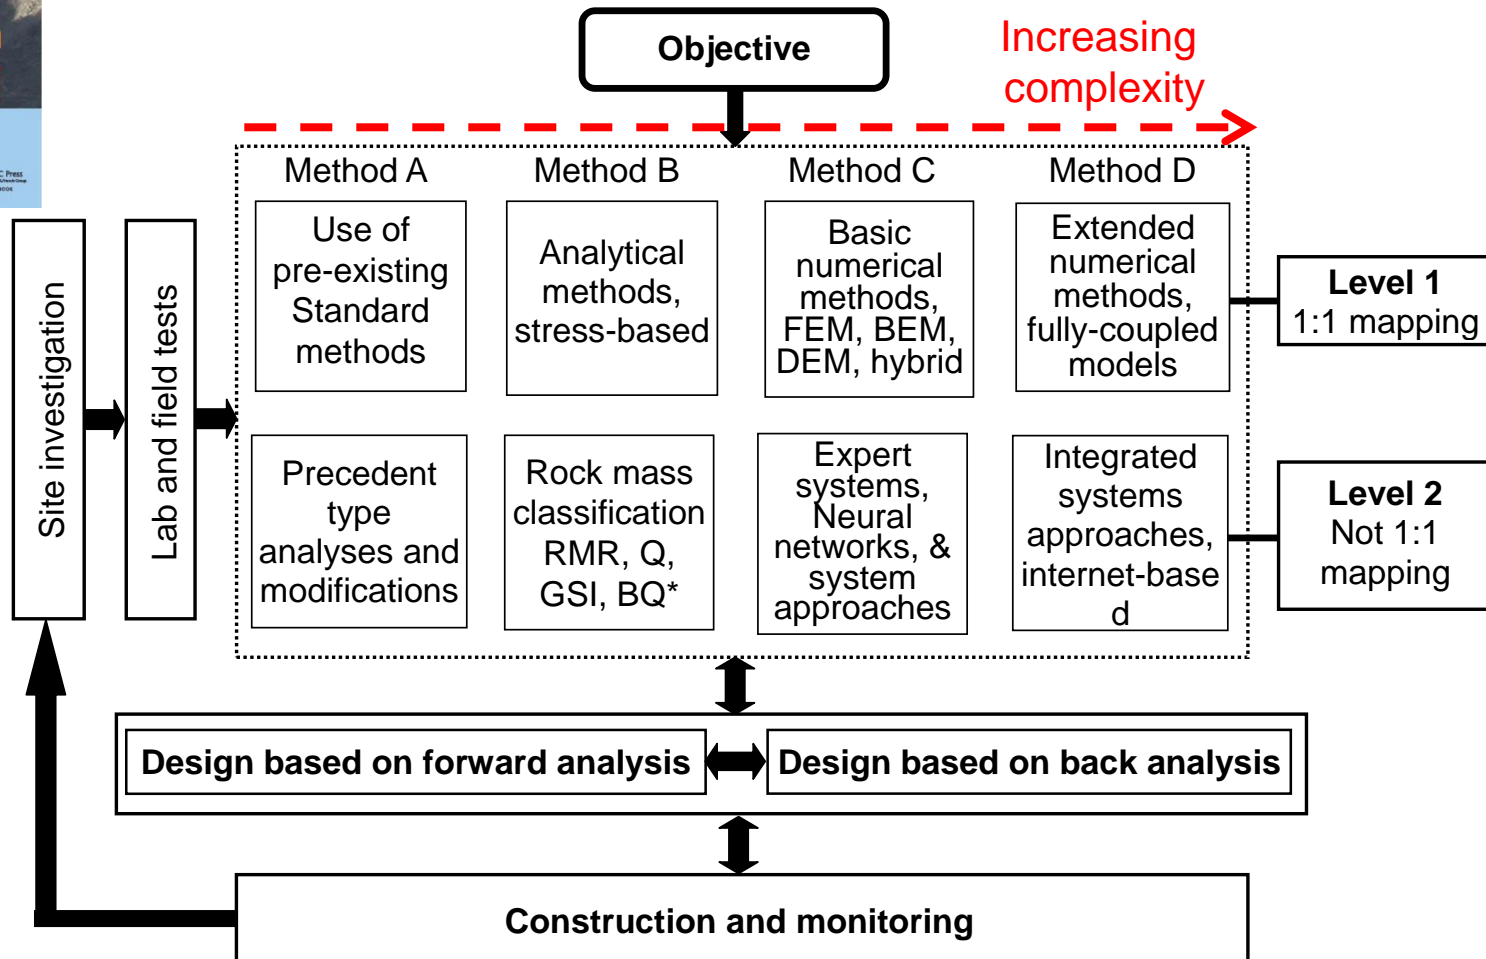 Objective
Increasing
complexity
C Press
Method A
Method B
Method C
Method D
Use of
pre-existing
Standard
methods
Analytical
methods,
stress-based
Basic
numerical
methods,
FEM, BEM,
DEM, hybrid
Extended
numerical
methods,
fully-coupled
models
Level 1
1:1 mapping
Site investigation
Lab and field tests
Precedent
type
analyses and
modifications
Rock mass
classification
RMR, Q,
GSI, BQ*
Expert
systems,
Neural
networks, &
system
approaches
Integrated
systems
approaches,
internet-base
d
Level 2
Not 1:1
mapping
Design based on forward analysis
Design based on back analysis
Construction and monitoring